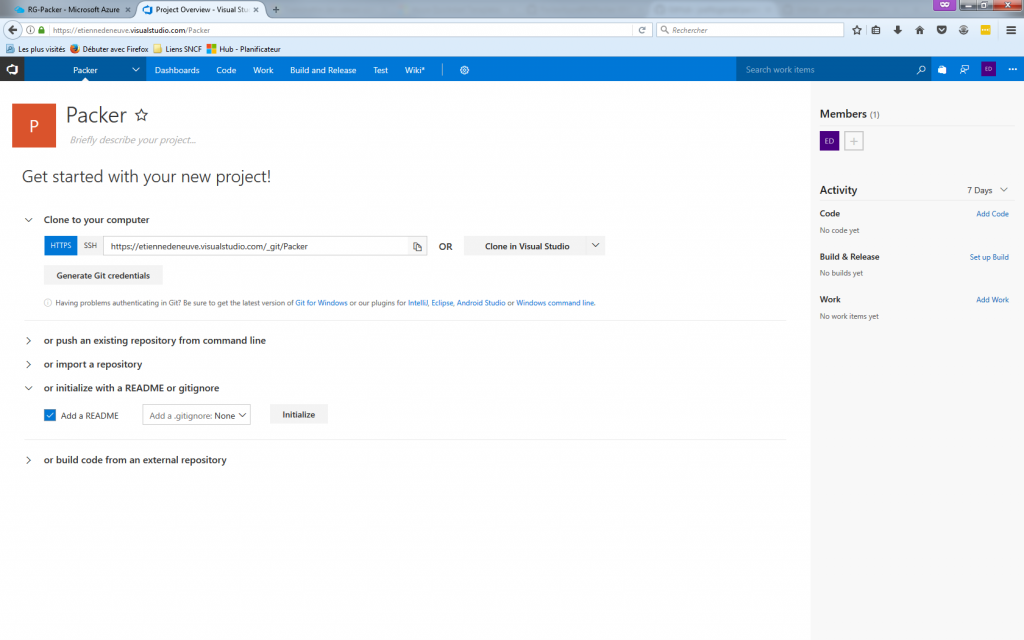 RG-Packer - Microsoft Azure
Project Overview - Visual Stu
https://etiennedeneuve.visualstudio.com/Packer
Rechercher
Les plus visités Débuter avec Firefox Liens SNCF Hub - Planificateur
Packer Dashboards Code Work Build and Release Test Wiki* Search work items ED
P
Packer
Briefly describe your project...
Get started with your new project!
Clone to your computer
HTTPS SSH https://etiennedeneuve.visualstudio.com/_git/Packer OR Clone in Visual Studio
Generate Git credentials
Having problems authenticating in Git? Be sure to get the latest version of Git for Windows or our plugins for IntelliJ, Eclipse, Android Studio or Windows command line.
or push an existing repository from command line
or import a repository
or initialize with a README or gitignore
Add a README Add a .gitignore: None Initialize
or build code from an external repository
Members (1)
ED
Activity 7 Days
Code Add Code
No code yet
Build & Release Set up Build
No builds yet
Work Add Work
No work items yet